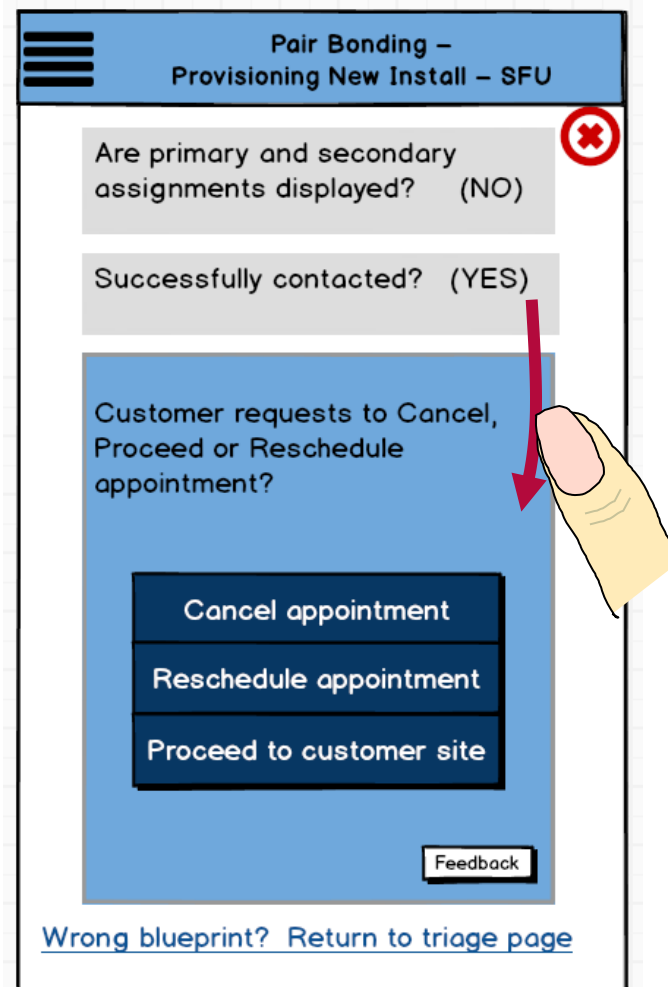 Pair Bonding –
Provisioning New Install – SFU
Are primary and secondary
assignments displayed? (NO)
Successfully contacted? (YES)
Customer requests to Cancel,
Proceed or Reschedule
appointment?
Cancel appointment
Reschedule appointment
Proceed to customer site
Feedback
Wrong blueprint? Return to triage page